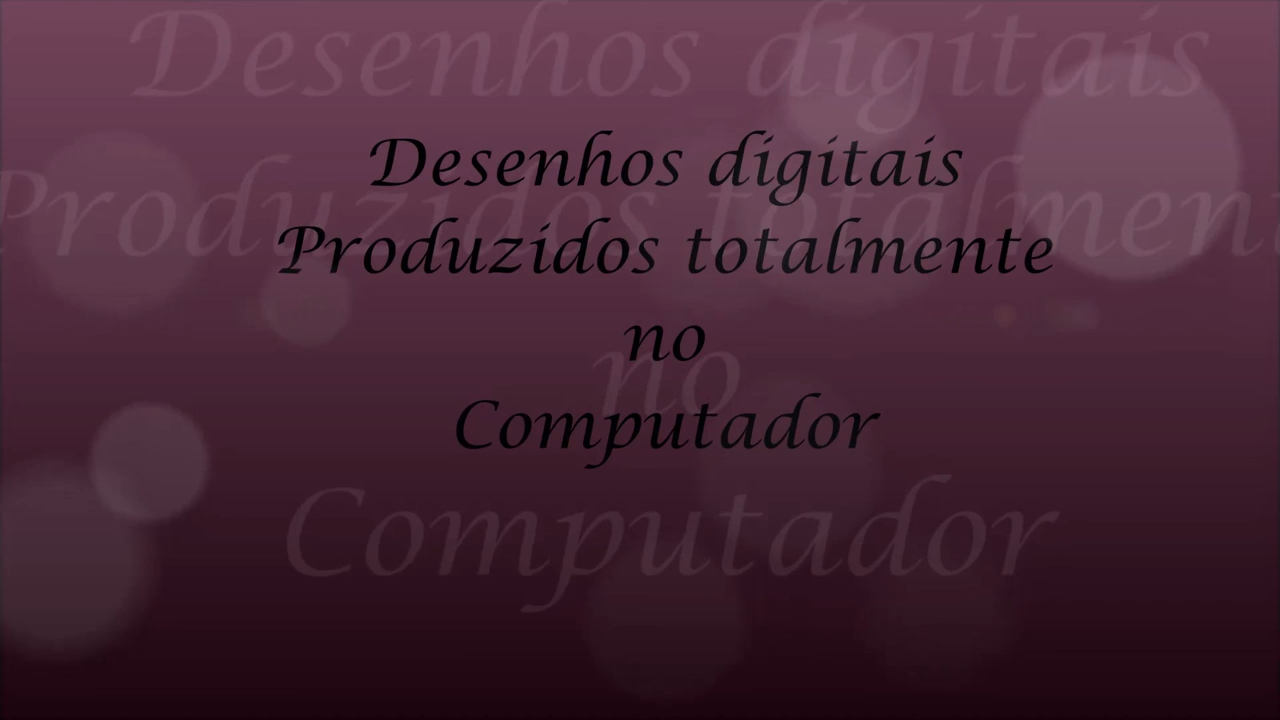 Desenhos digitais
Produzidos totalmente
no
Computador